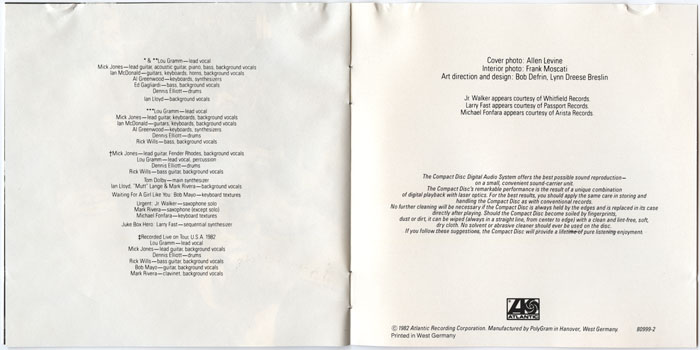 * & **Lou Gramm—lead vocal
Mick Jones—lead guitar, acoustic guitar, piano, bass, background vocals
Ian McDonald—guitars, keyboards, horns, background vocals
Al Greenwood—keyboards, synthesizers
Ed Gagliardi—bass, background vocals
Dennis Elliott—drums
Ian Lloyd—background vocals
***Lou Gramm—lead vocal
Mick Jones—lead guitar, keyboards, background vocals
Ian McDonald—guitars, keyboards, background vocals
Al Greenwood—keyboards, synthesizers
Dennis Elliott—drums
Rick Wills—bass, background vocals
†Mick Jones—lead guitar, Fender Rhodes, background vocals
Lou Gramm—lead vocal, percussion
Dennis Elliott—drums
Rick Wills—bass guitar, background vocals
Tom Dolby—main synthesizer
Ian Lloyd, "Mutt" Lange & Mark Rivera—background vocals
Waiting For A Girl Like You: Bob Mayo—keyboard textures
Urgent: Jr. Walker—saxophone solo
Mark Rivera—saxophone (except solo)
Michael Fonfara—keyboard textures
Juke Box Hero: Larry Fast—sequential synthesizer
‡Recorded Live on Tour, U.S.A. 1982
Lou Gramm—lead vocal
Mick Jones—lead guitar, background vocals
Dennis Elliott—drums
Rick Wills—bass guitar, background vocals
Bob Mayo—guitar, background vocals
Mark Rivera—clavinet, background vocals
Cover photo: Allen Levine
Interior photo: Frank Moscati
Art direction and design: Bob Defrin, Lynn Dreese Breslin
Jr. Walker appears courtesy of Whitfield Records.
Larry Fast appears courtesy of Passport Records.
Michael Fonfara appears courtesy of Arista Records.
The Compact Disc Digital Audio System offers the best possible sound reproduction—
on a small, convenient sound-carrier unit.
The Compact Disc's remarkable performance is the result of a unique combination
of digital playback with laser optics. For the best results, you should apply the same care in storing and
handling the Compact Disc as with conventional records.
No further cleaning will be necessary if the Compact Disc is always held by the edges and is replaced in its case
directly after playing. Should the Compact Disc become soiled by fingerprints,
dust or dirt, it can be wiped (always in a straight line, from center to edge) with a clean and lint-free, soft,
dry cloth. No solvent or abrasive cleaner should ever be used on the disc.
If you follow these suggestions, the Compact Disc will provide a lifetime of pure listening enjoyment.
ATLANTIC
© 1982 Atlantic Recording Corporation. Manufactured by PolyGram in Hanover, West Germany. 80999-2
Printed in West Germany